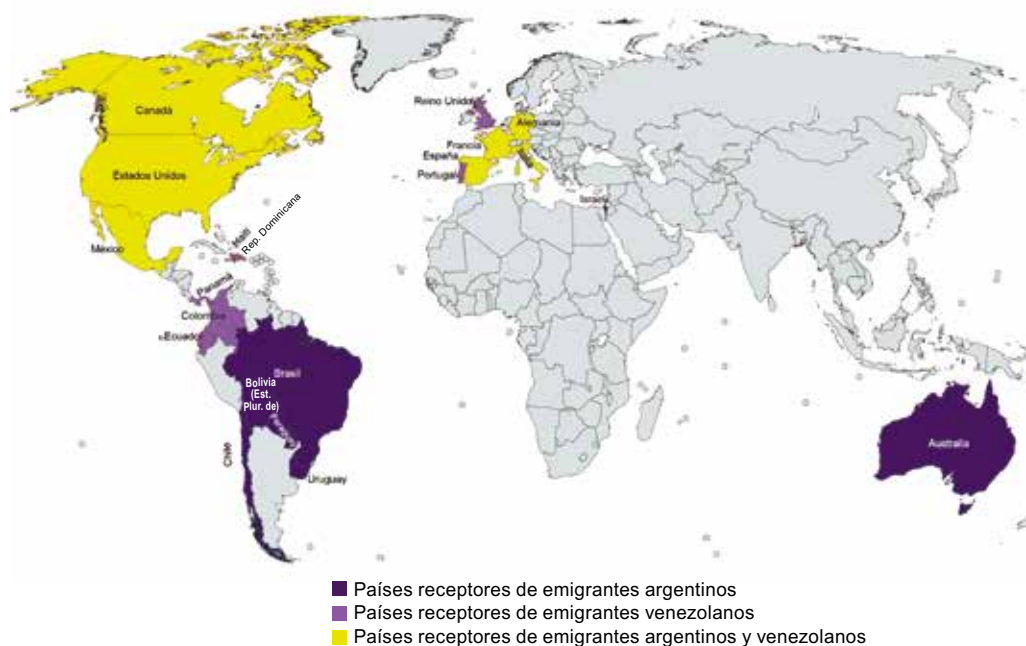 Canadá
Estados Unidos
México
Haití
Rep. Dominicana
Panamá
Colombia
Ecuador
Brasil
Bolivia
(Est.
Plur. de)
Paraguay
Chile
Uruguay
Reino Unido
Alemania
Francia
España
Portugal
Italia
Israel
Australia
Países receptores de emigrantes argentinos
Países receptores de emigrantes venezolanos
Países receptores de emigrantes argentinos y venezolanos